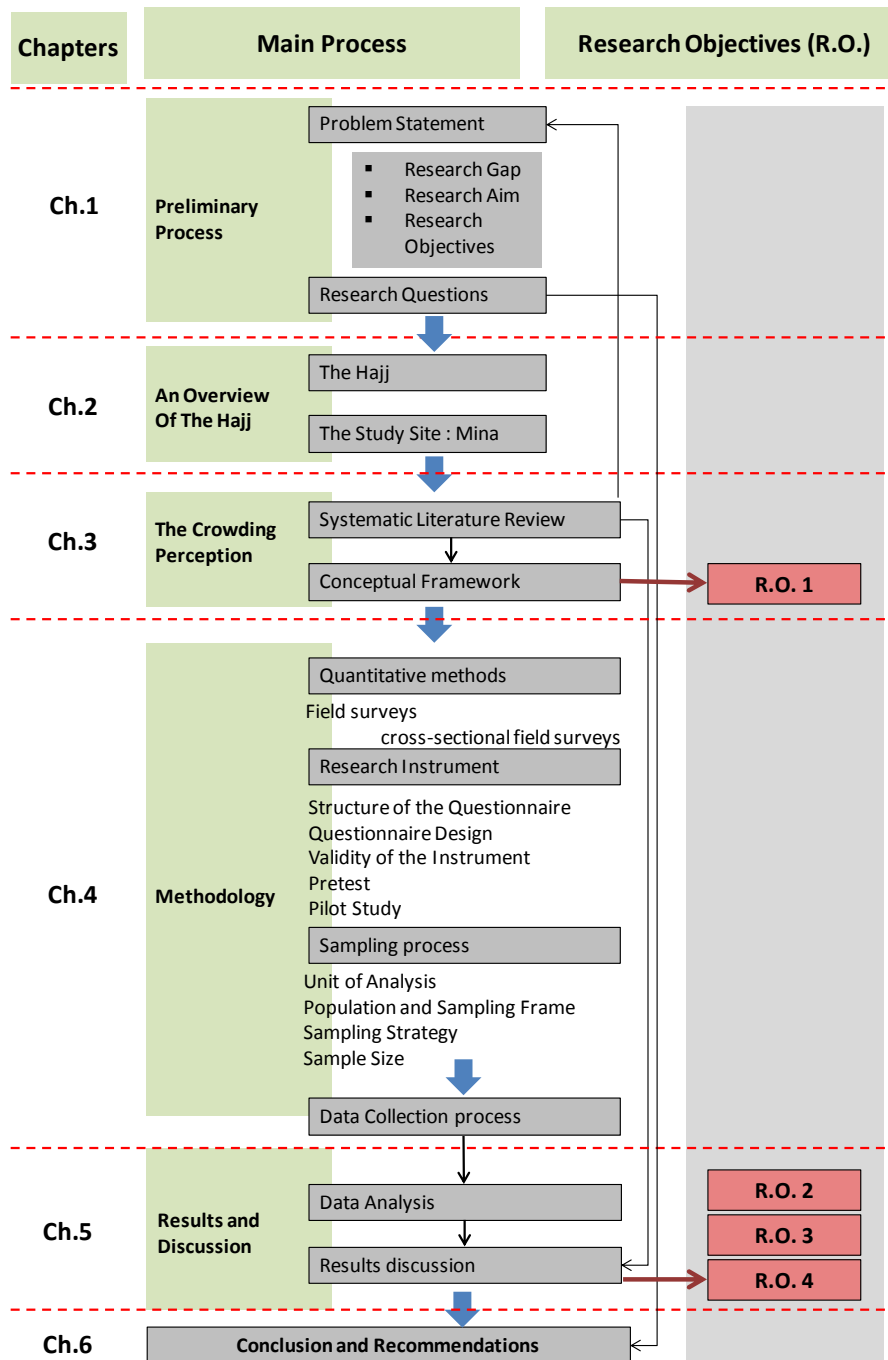 Chapters
Main Process
Research Objectives (R.O.)
Ch.1
Preliminary
Process
Problem Statement
▪ Research Gap
▪ Research Aim
▪ Research
Objectives
Research Questions
Ch.2
An Overview
Of The Hajj
The Hajj
The Study Site : Mina
Ch.3
The Crowding
Perception
Systematic Literature Review
Conceptual Framework
R.O. 1
Ch.4
Methodology
Quantitative methods
Field surveys
cross-sectional field surveys
Research Instrument
Structure of the Questionnaire
Questionnaire Design
Validity of the Instrument
Pretest
Pilot Study
Sampling process
Unit of Analysis
Population and Sampling Frame
Sampling Strategy
Sample Size
Data Collection process
Ch.5
Results and
Discussion
Data Analysis
Results discussion
R.O. 2
R.O. 3
R.O. 4
Ch.6
Conclusion and Recommendations